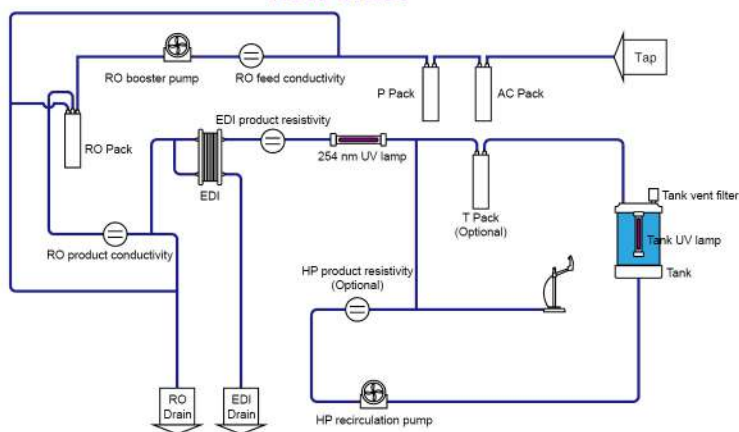 Tap
RO booster pump
RO feed conductivity
P Pack
AC Pack
EDI product resistivity
RO Pack
254 nm UV lamp
EDI
T Pack
(Optional)
Tank vent filter
Tank UV lamp
RO product conductivity
HP product resistivity
(Optional)
Tank
RO
Drain
EDI
Drain
HP recirculation pump